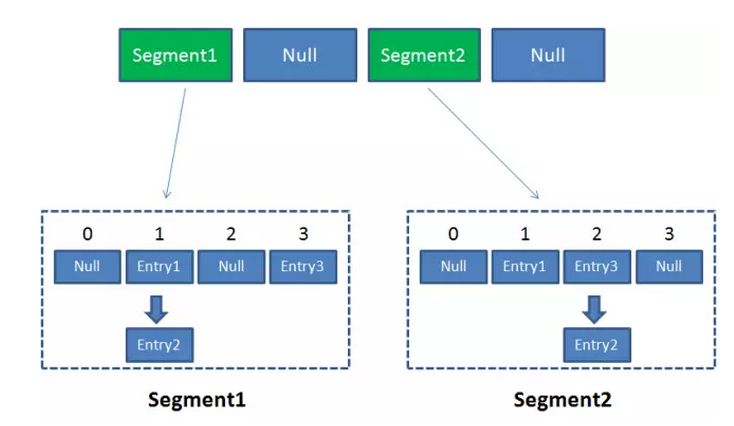 Segment1 Null Segment2 Null
0 1 2 3
Null Entry1 Null Entry3
Entry2
Segment1
0 1 2 3
Null Entry1 Entry3 Null
Entry2
Segment2